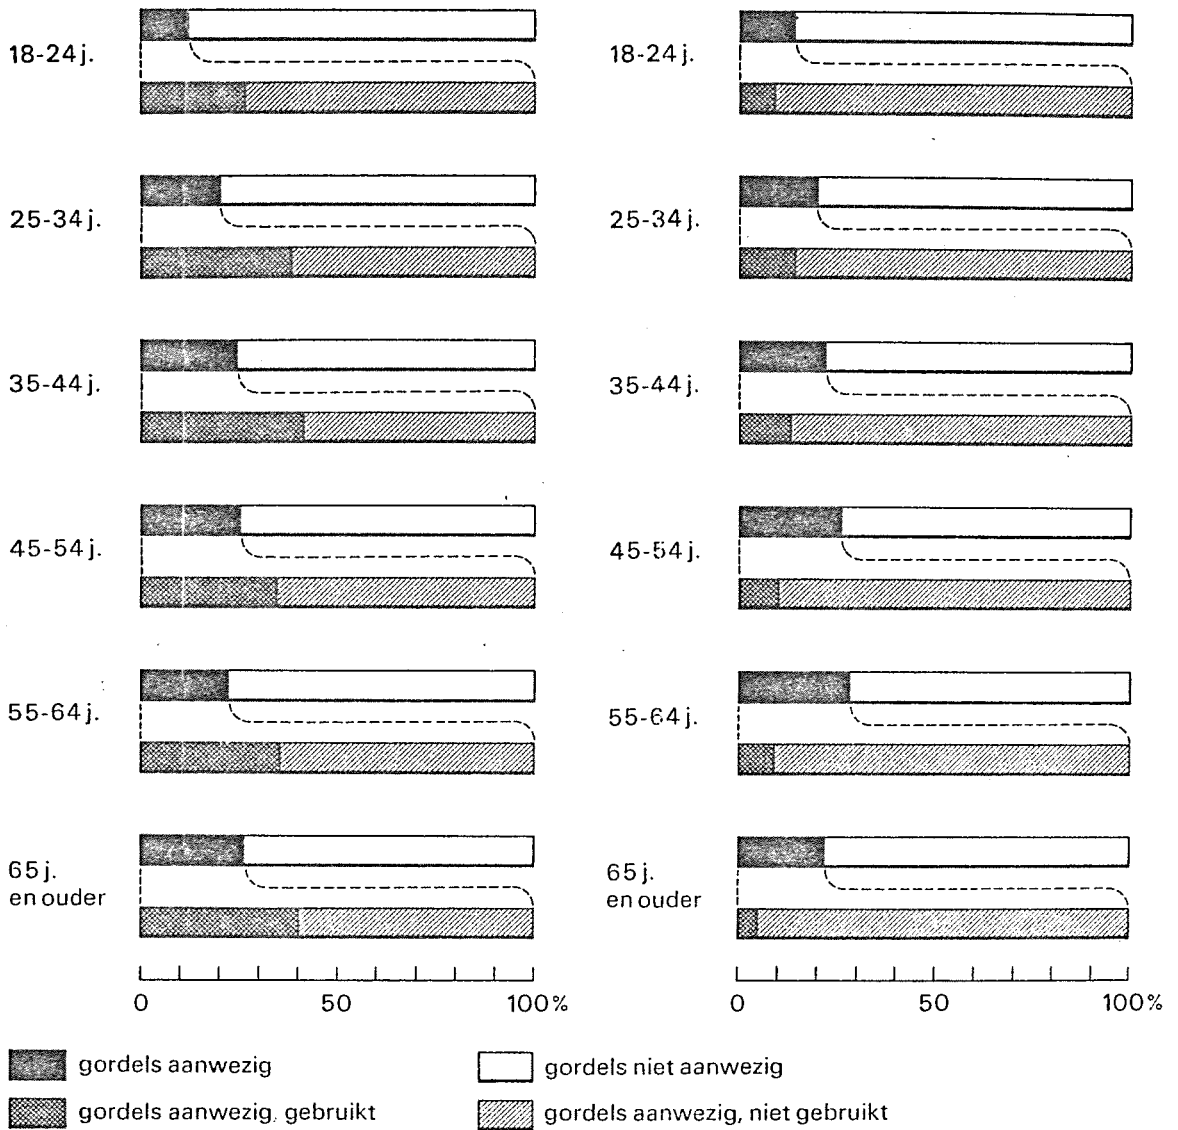 18-24 j.
18-24 j.
25-34 j.
25-34 j.
35-44 j.
35-44 j.
45-54 j.
45-54 j.
55-64 j.
55-64 j.
65 j.
en ouder
65 j.
en ouder
0 50 100%
0 50 100%
gordels aanwezig
gordels niet aanwezig
gordels aanwezig, gebruikt
gordels aanwezig, niet gebruikt